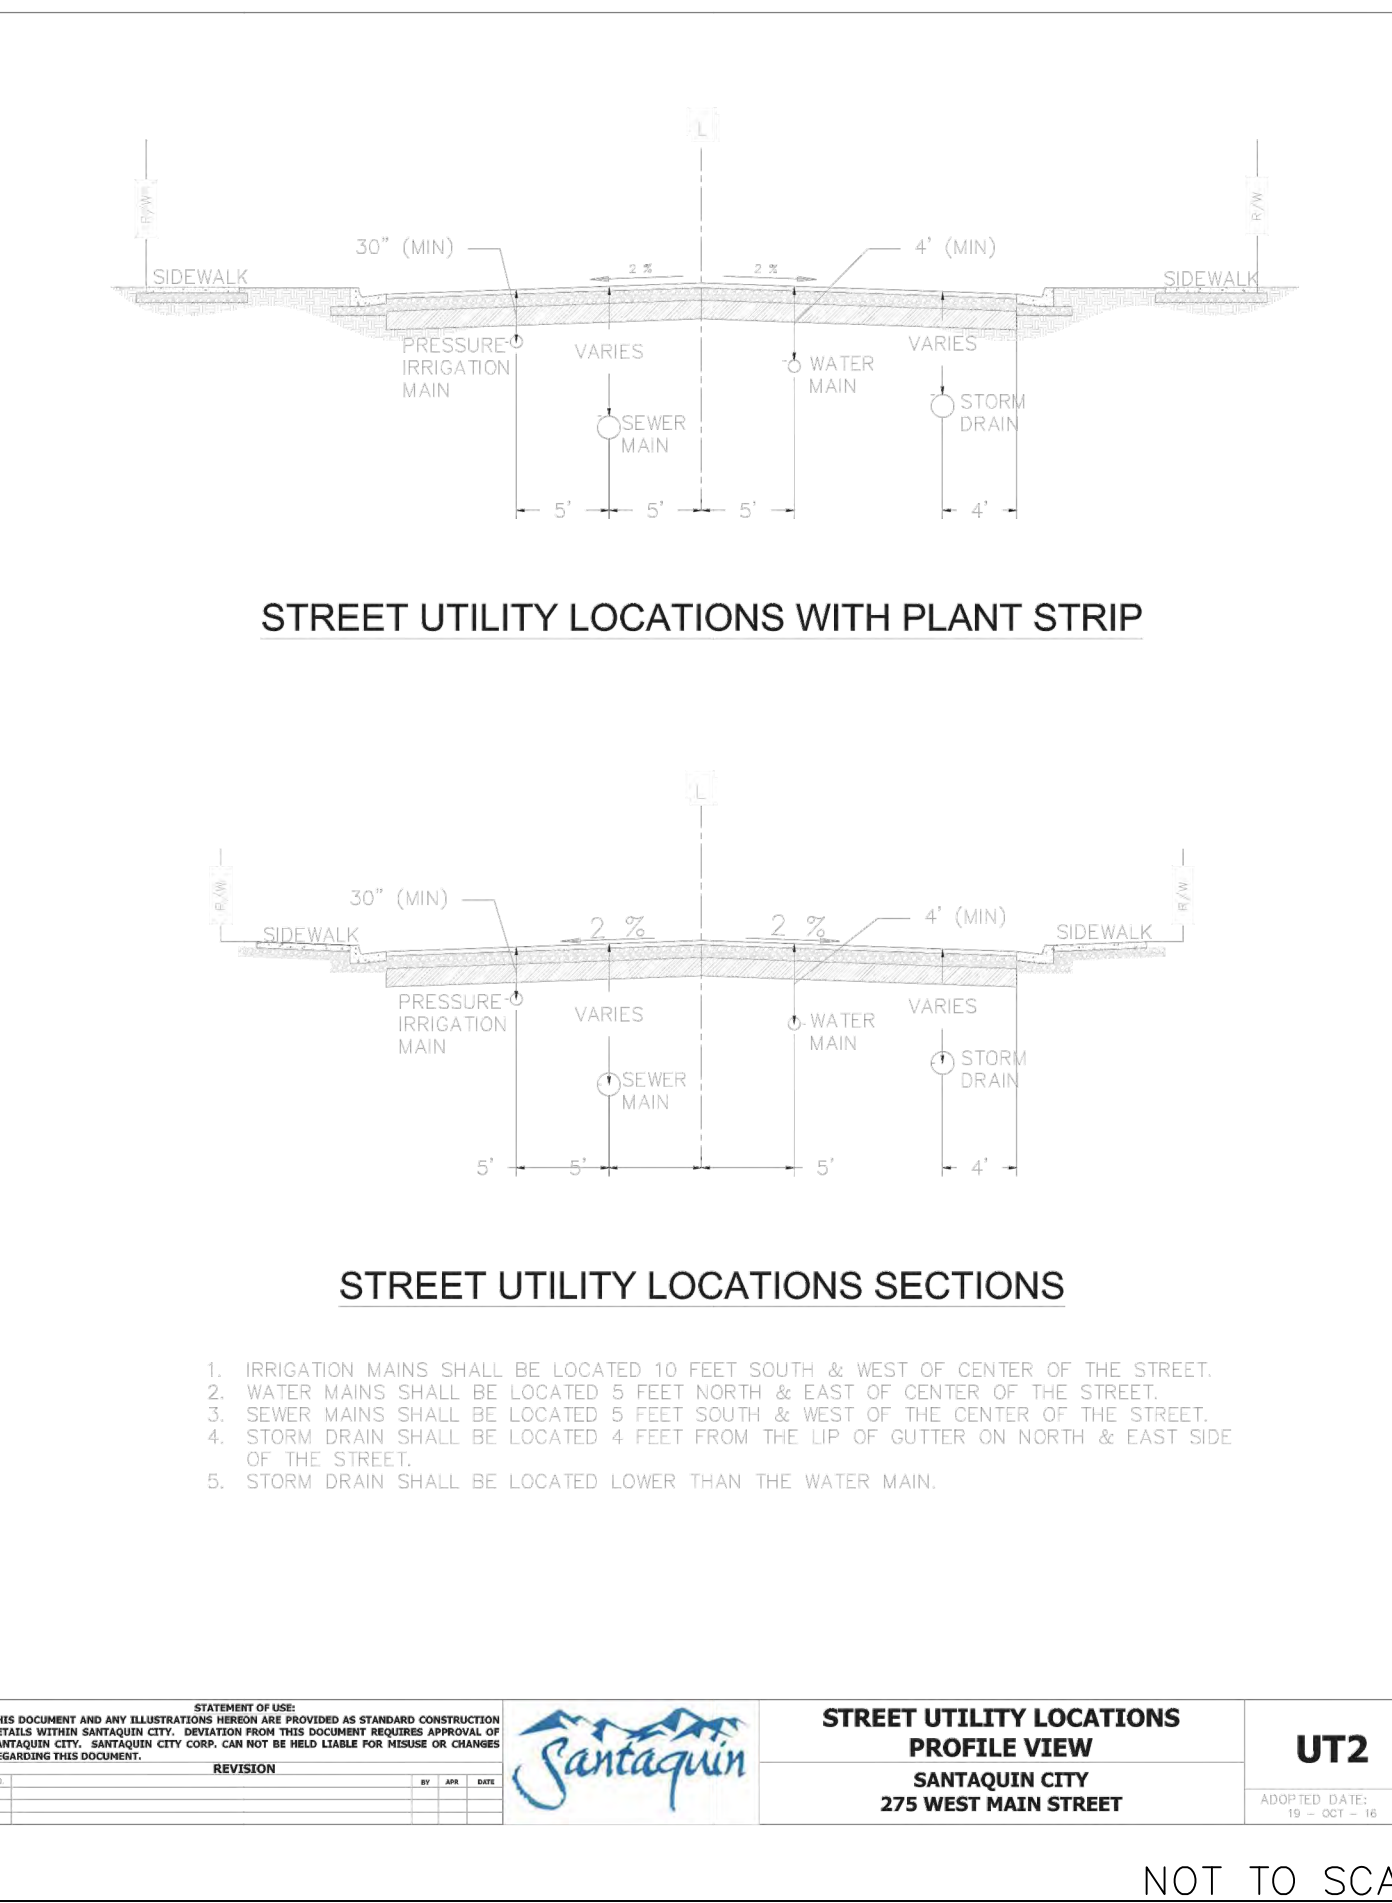 L
R/W
R/W
30" (MIN)
4' (MIN)
2 %
2 %
SIDEWALK
SIDEWALK
PRESSURE
IRRIGATION
MAIN
VARIES
WATER
MAIN
VARIES
SEWER
MAIN
STORM
DRAIN
5'
5'
5'
4'
STREET UTILITY LOCATIONS WITH PLANT STRIP
L
R/W
R/W
30" (MIN)
4' (MIN)
2 %
2 %
SIDEWALK
SIDEWALK
PRESSURE
IRRIGATION
MAIN
VARIES
WATER
MAIN
VARIES
SEWER
MAIN
STORM
DRAIN
5'
5'
5'
4'
STREET UTILITY LOCATIONS SECTIONS
1. IRRIGATION MAINS SHALL BE LOCATED 10 FEET SOUTH & WEST OF CENTER OF THE STREET.
2. WATER MAINS SHALL BE LOCATED 5 FEET NORTH & EAST OF CENTER OF THE STREET.
3. SEWER MAINS SHALL BE LOCATED 5 FEET SOUTH & WEST OF THE CENTER OF THE STREET.
4. STORM DRAIN SHALL BE LOCATED 4 FEET FROM THE LIP OF GUTTER ON NORTH & EAST SIDE
OF THE STREET.
5. STORM DRAIN SHALL BE LOCATED LOWER THAN THE WATER MAIN.
STATEMENT OF USE:
HIS DOCUMENT AND ANY ILLUSTRATIONS HEREON ARE PROVIDED AS STANDARD CONSTRUCTION
ETAILS WITHIN SANTAQUIN CITY. DEVIATION FROM THIS DOCUMENT REQUIRES APPROVAL OF
ANTAQUIN CITY. SANTAQUIN CITY CORP. CAN NOT BE HELD LIABLE FOR MISUSE OR CHANGES
EGARDING THIS DOCUMENT.
REVISION
BY APR DATE
Santaquin
STREET UTILITY LOCATIONS
PROFILE VIEW
SANTAQUIN CITY
275 WEST MAIN STREET
UT2
ADOPTED DATE:
19 - OCT - 16
NOT TO SCA